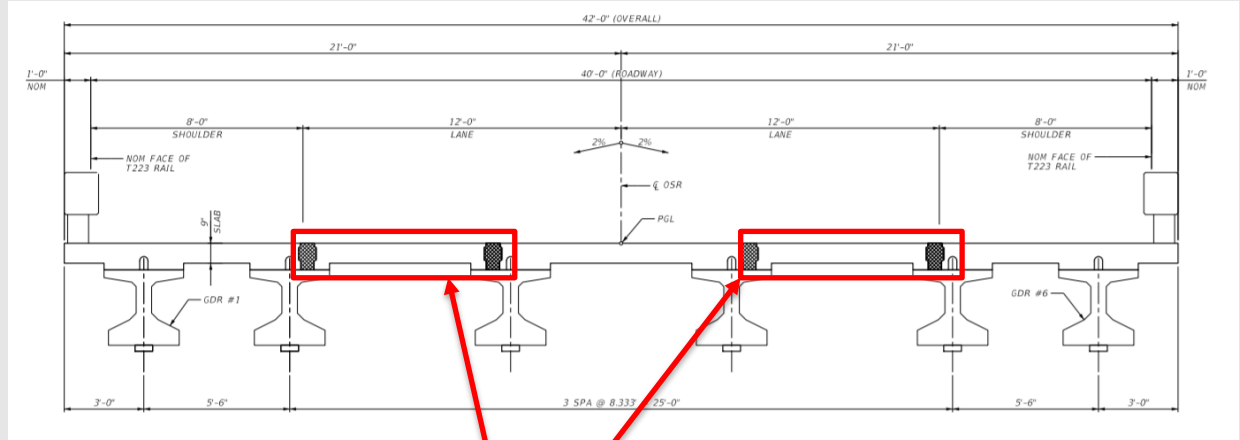 42'-0" (OVERALL)
21'-0"
21'-0"
1'-0"
NOM
40'-0" (ROADWAY)
1'-0"
NOM
8'-0"
SHOULDER
12'-0"
LANE
12'-0"
LANE
8'-0"
SHOULDER
2%
2%
NOM FACE OF
T223 RAIL
NOM FACE OF
T223 RAIL
℄ OSR
9"
SLAB
PGL
GDR #1
GDR #6
3'-0"
5'-6"
3 SPA @ 8.333' 25'-0"
5'-6"
3'-0"